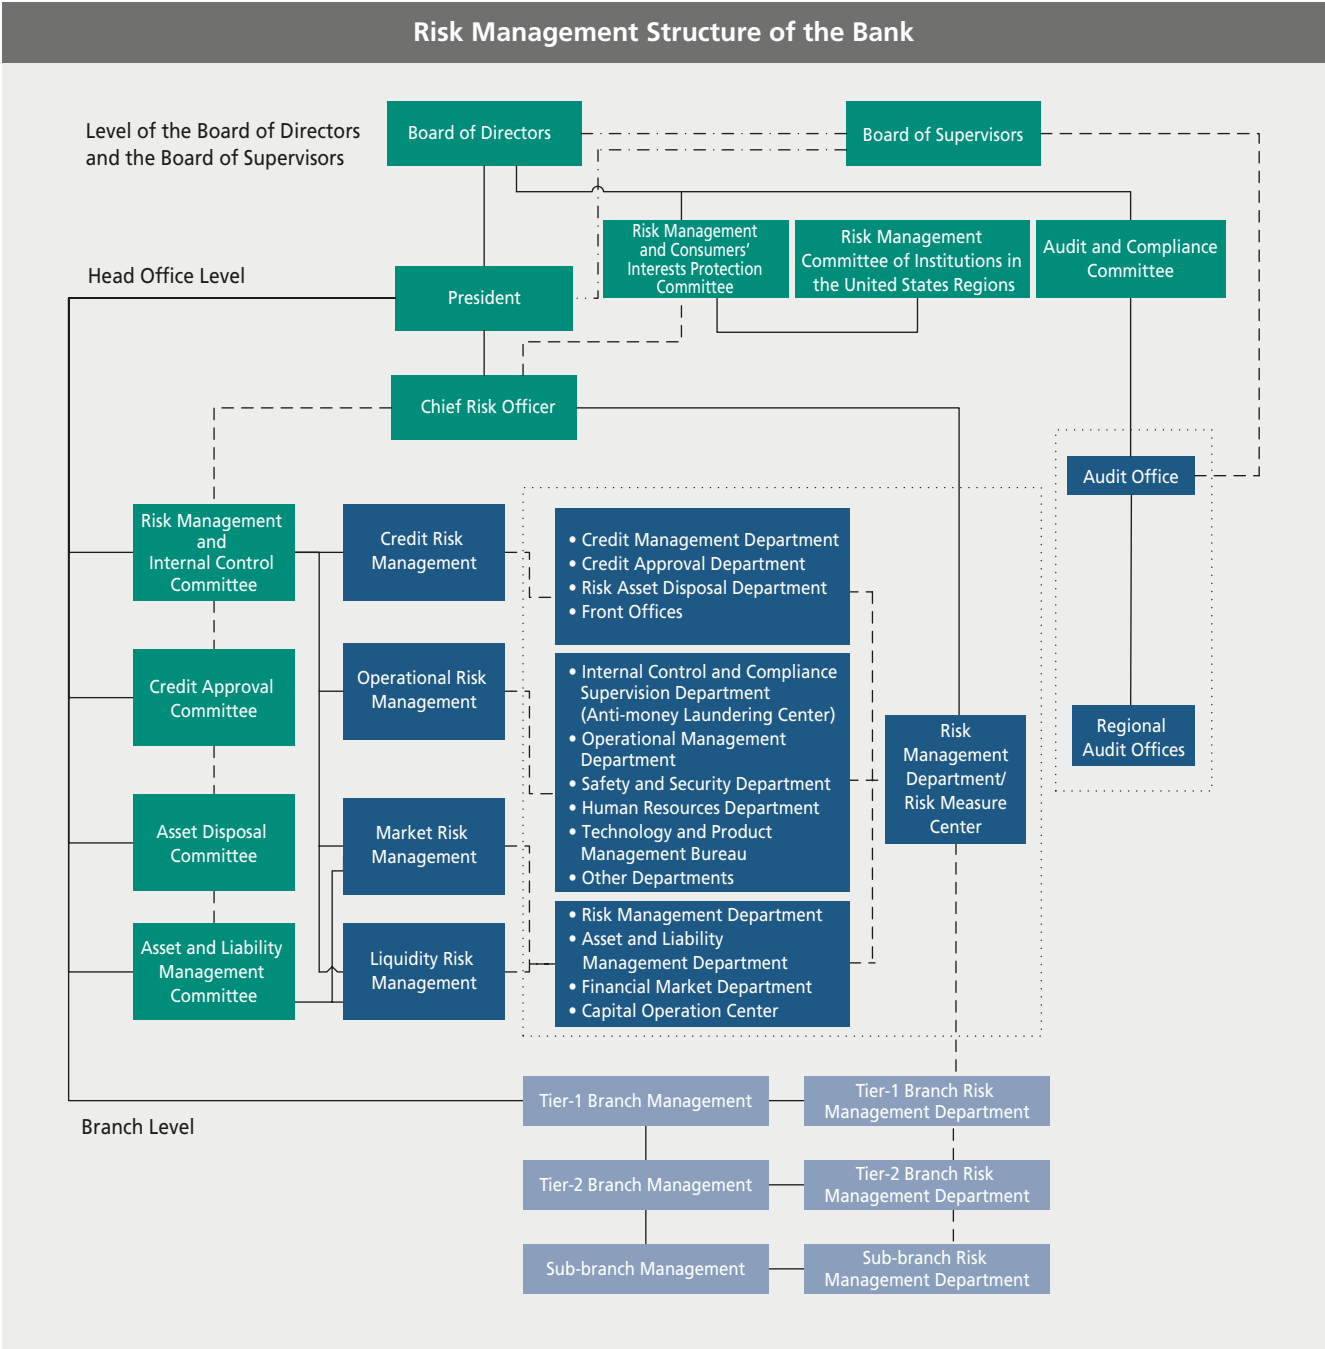 Risk Management Structure of the Bank
Level of the Board of Directors
and the Board of Supervisors
Board of Directors
Board of Supervisors
Risk Management
and Consumers’
Interests Protection
Committee
Risk Management
Committee of Institutions in
the United States Regions
Audit and Compliance
Committee
Head Office Level
President
Chief Risk Officer
Audit Office
Regional
Audit Offices
Risk Management
and
Internal Control
Committee
Credit Approval
Committee
Asset Disposal
Committee
Asset and Liability
Management
Committee
Credit Risk
Management
Operational Risk
Management
Market Risk
Management
Liquidity Risk
Management
• Credit Management Department
• Credit Approval Department
• Risk Asset Disposal Department
• Front Offices
• Internal Control and Compliance
Supervision Department
(Anti-money Laundering Center)
• Operational Management
Department
• Safety and Security Department
• Human Resources Department
• Technology and Product
Management Bureau
• Other Departments
• Risk Management Department
• Asset and Liability
Management Department
• Financial Market Department
• Capital Operation Center
Risk
Management
Department/
Risk Measure
Center
Branch Level
Tier-1 Branch Management
Tier-1 Branch Risk
Management Department
Tier-2 Branch Management
Tier-2 Branch Risk
Management Department
Sub-branch Management
Sub-branch Risk
Management Department